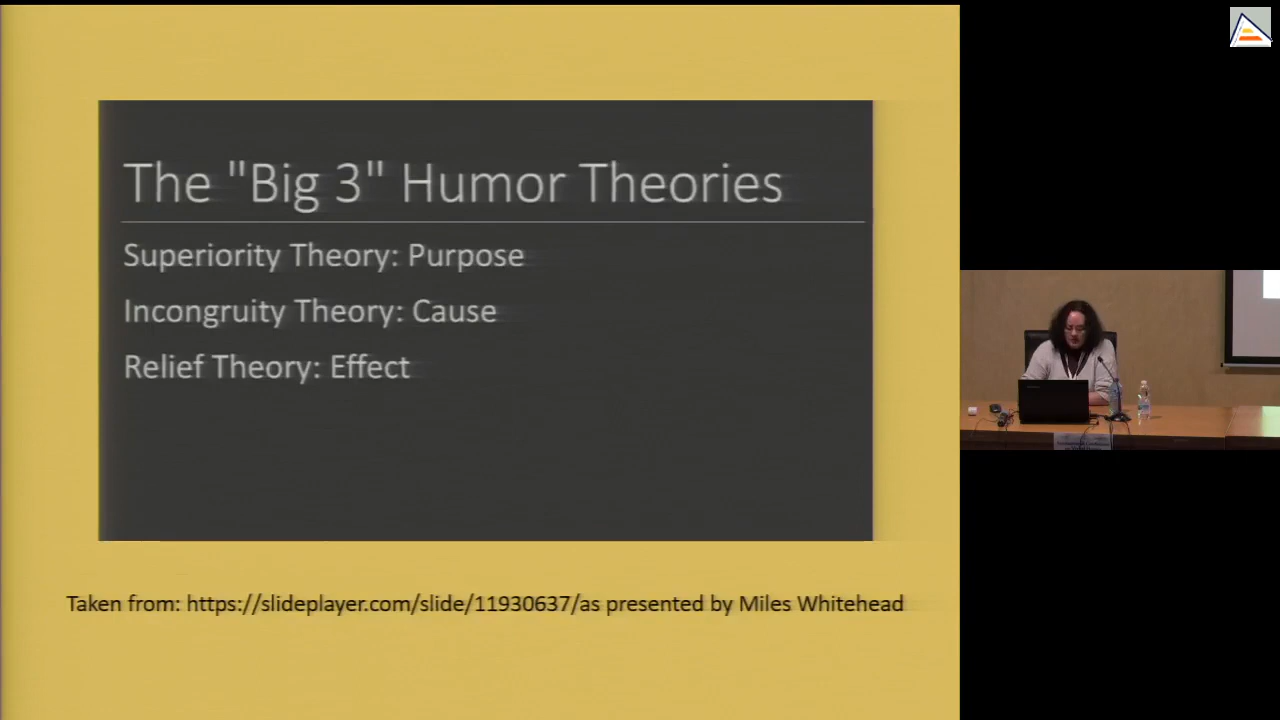 The "Big 3" Humor Theories
Superiority Theory: Purpose
Incongruity Theory: Cause
Relief Theory: Effect
Taken from: https://slideplayer.com/slide/11930637/as presented by Miles Whitehead